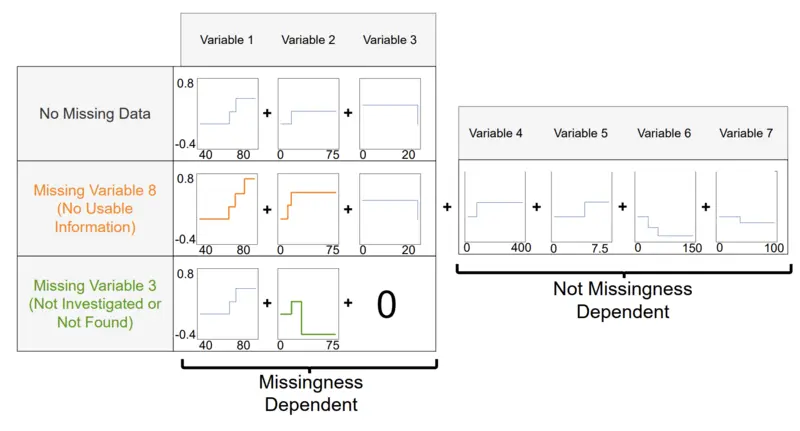 Variable 1 Variable 2 Variable 3
No Missing Data
0.8
-0.4
40 80 0 75 0 20
+ +
Variable 4 Variable 5 Variable 6 Variable 7
Missing Variable 8
(No Usable
Information)
0.8
-0.4
40 80 0 75 0 20
+ + + + + +
0 400 0 7.5 0 150 0 100
Missing Variable 3
(Not Investigated or
Not Found)
0.8
-0.4
40 80 0 75
+ + 0
Missingness
Dependent
Not Missingness
Dependent